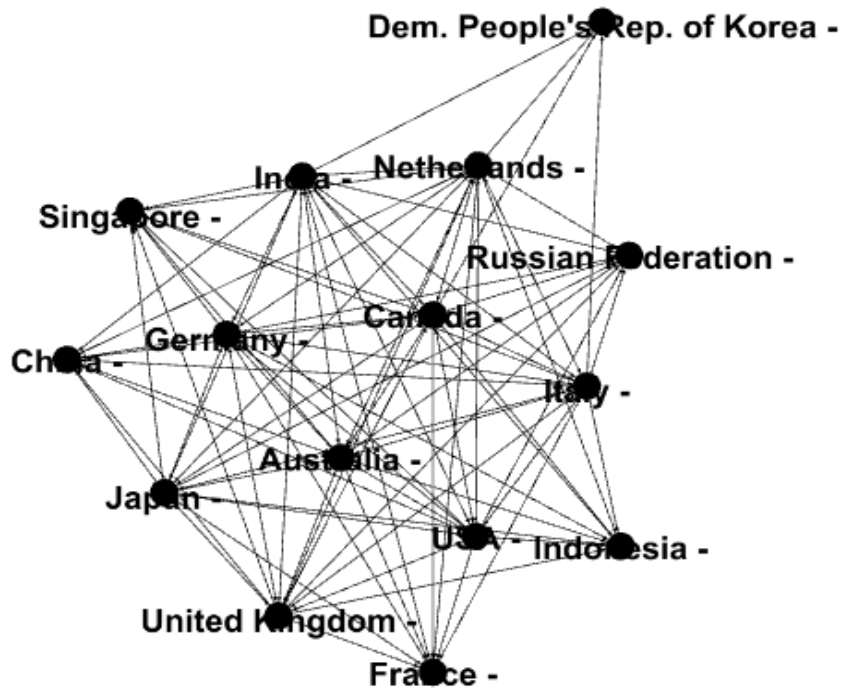 Dem. People's Rep. of Korea -
India -
Netherlands -
Singapore -
Russian Federation -
Canada -
Germany -
China -
Italy -
Australia -
Japan -
USA -
Indonesia -
United Kingdom -
France -